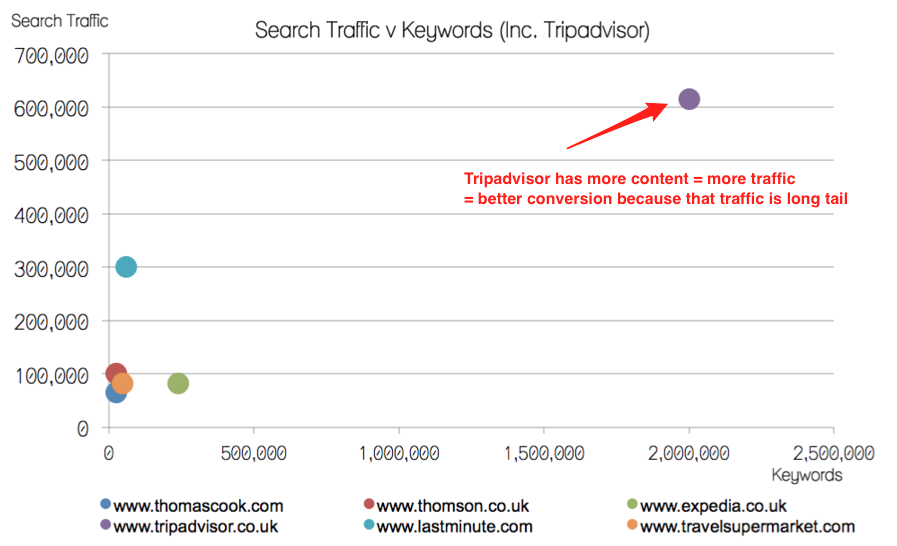 Search Traffic
Search Traffic v Keywords (Inc. Tripadvisor)
700,000
600,000
500,000
400,000
300,000
200,000
100,000
0
Tripadvisor has more content = more traffic
= better conversion because that traffic is long tail
0 500,000 1,000,000 1,500,000 2,000,000 2,500,000
Keywords
www.thomascook.com www.thomson.co.uk www.expedia.co.uk
www.tripadvisor.co.uk www.lastminute.com www.travelsupermarket.com